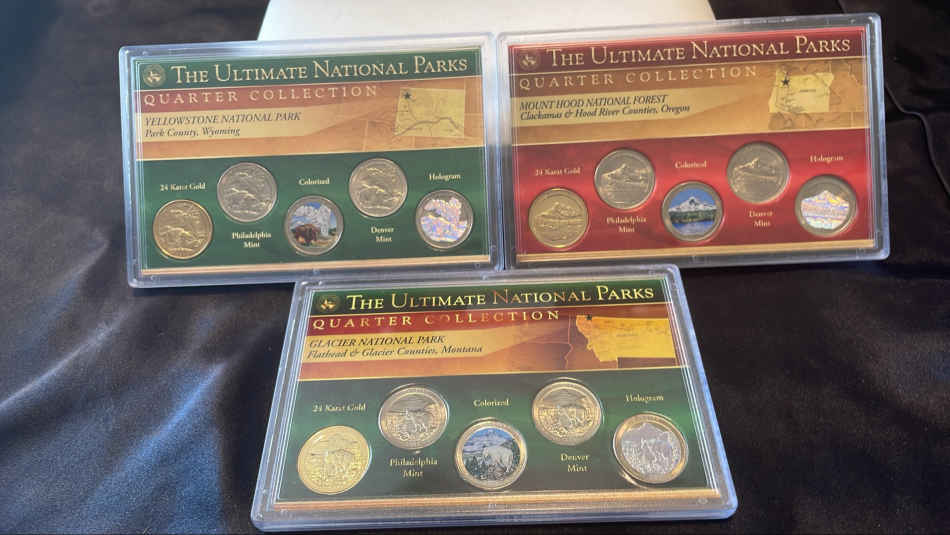 THE ULTIMATE NATIONAL PARKS
QUARTER COLLECTION
YELLOWSTONE NATIONAL PARK
Park County, Wyoming
24 Karat Gold
Philadelphia
Mint
Colorized
Denver
Mint
Hologram
THE ULTIMATE NATIONAL PARKS
QUARTER COLLECTION
MOUNT HOOD NATIONAL FOREST
Clackamas & Hood River Counties, Oregon
24 Karat Gold
Philadelphia
Mint
Colorized
Denver
Mint
Hologram
THE ULTIMATE NATIONAL PARKS
QUARTER COLLECTION
GLACIER NATIONAL PARK
Flathead & Glacier Counties, Montana
24 Karat Gold
Philadelphia
Mint
Colorized
Denver
Mint
Hologram